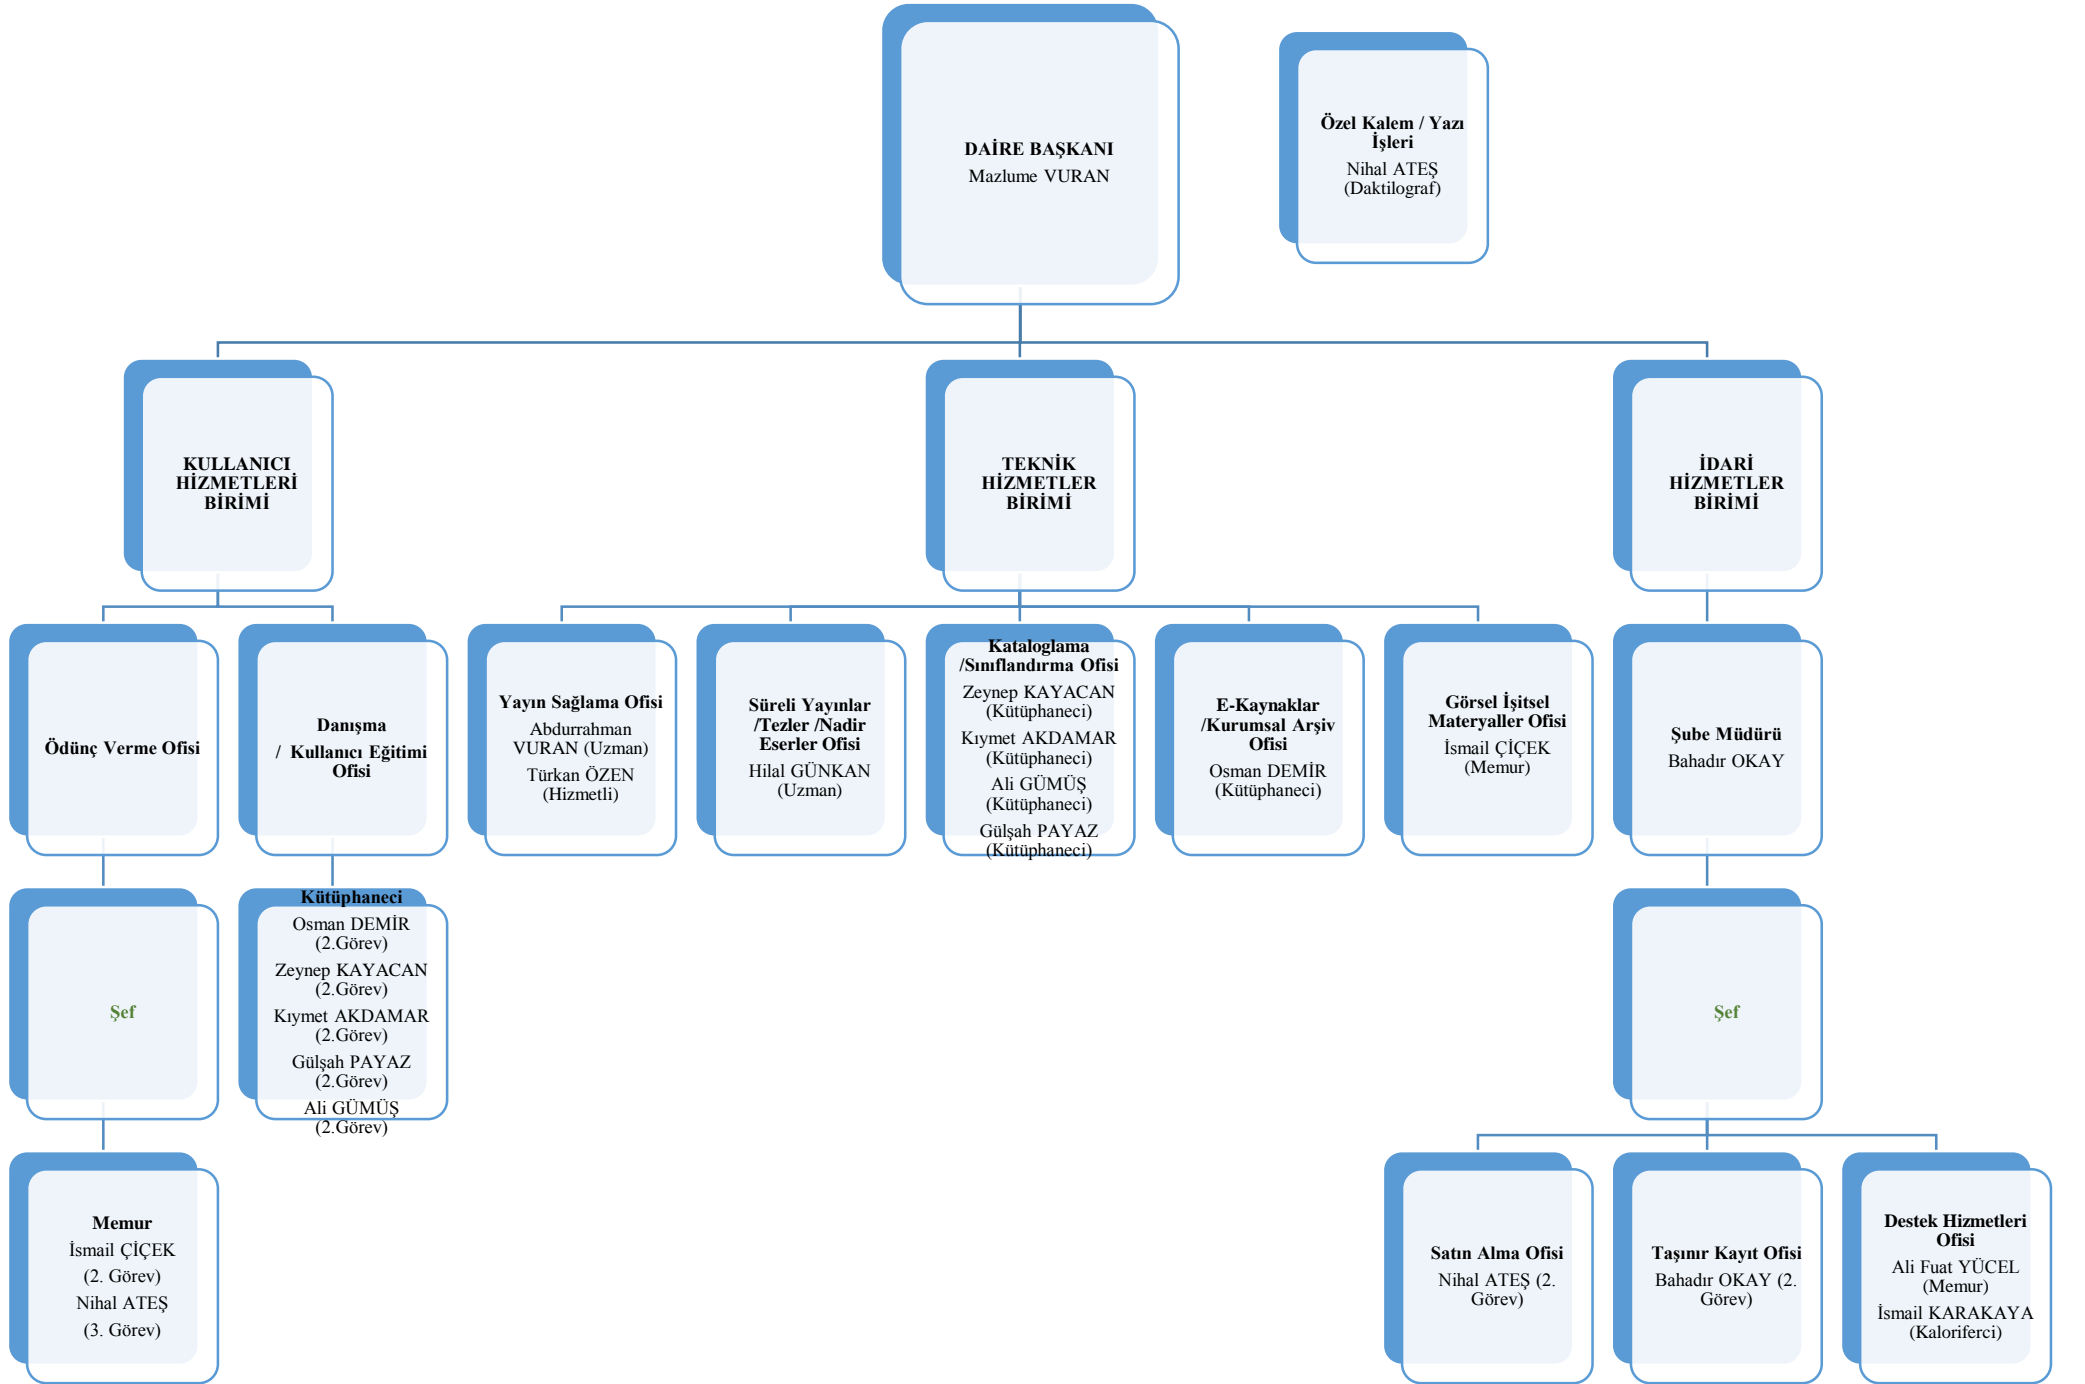 DAİRE BAŞKANI
Mazlume VURAN
Özel Kalem / Yazı
İşleri
Nihal ATEŞ
(Daktilograf)
KULLANICI
HİZMETLERİ
BİRİMİ
TEKNİK
HİZMETLER
BİRİMİ
İDARİ
HİZMETLER
BİRİMİ
Ödünç Verme Ofisi
Danışma
/ Kullanıcı Eğitimi
Ofisi
Yayın Sağlama Ofisi
Abdurrahman
VURAN (Uzman)
Türkan ÖZEN
(Hizmetli)
Süreli Yayınlar
/Tezler /Nadir
Eserler Ofisi
Hilal GÜNKAN
(Uzman)
Kataloglama
/Sınıflandırma Ofisi
Zeynep KAYACAN
(Kütüphaneci)
Kıymet AKDAMAR
(Kütüphaneci)
Ali GÜMÜŞ
(Kütüphaneci)
Gülşah PAYAZ
(Kütüphaneci)
E-Kaynaklar
/Kurumsal Arşiv
Ofisi
Osman DEMİR
(Kütüphaneci)
Görsel İşitsel
Materyaller Ofisi
İsmail ÇİÇEK
(Memur)
Şube Müdürü
Bahadır OKAY
Şef
Kütüphaneci
Osman DEMİR
(2.Görev)
Zeynep KAYACAN
(2.Görev)
Kıymet AKDAMAR
(2.Görev)
Gülşah PAYAZ
(2.Görev)
Ali GÜMÜŞ
(2.Görev)
Şef
Memur
İsmail ÇİÇEK
(2. Görev)
Nihal ATEŞ
(3. Görev)
Satın Alma Ofisi
Nihal ATEŞ (2.
Görev)
Taşınır Kayıt Ofisi
Bahadır OKAY (2.
Görev)
Destek Hizmetleri
Ofisi
Ali Fuat YÜCEL
(Memur)
İsmail KARAKAYA
(Kaloriferci)